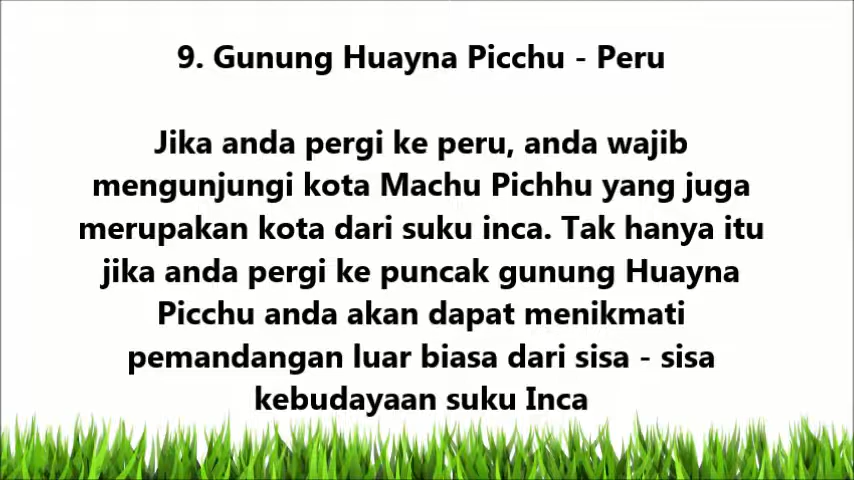 9. Gunung Huayna Picchu - Peru
Jika anda pergi ke peru, anda wajib
mengunjungi kota Machu Pichhu yang juga
merupakan kota dari suku inca. Tak hanya itu
jika anda pergi ke puncak gunung Huayna
Picchu anda akan dapat menikmati
pemandangan luar biasa dari sisa - sisa
kebudayaan suku Inca